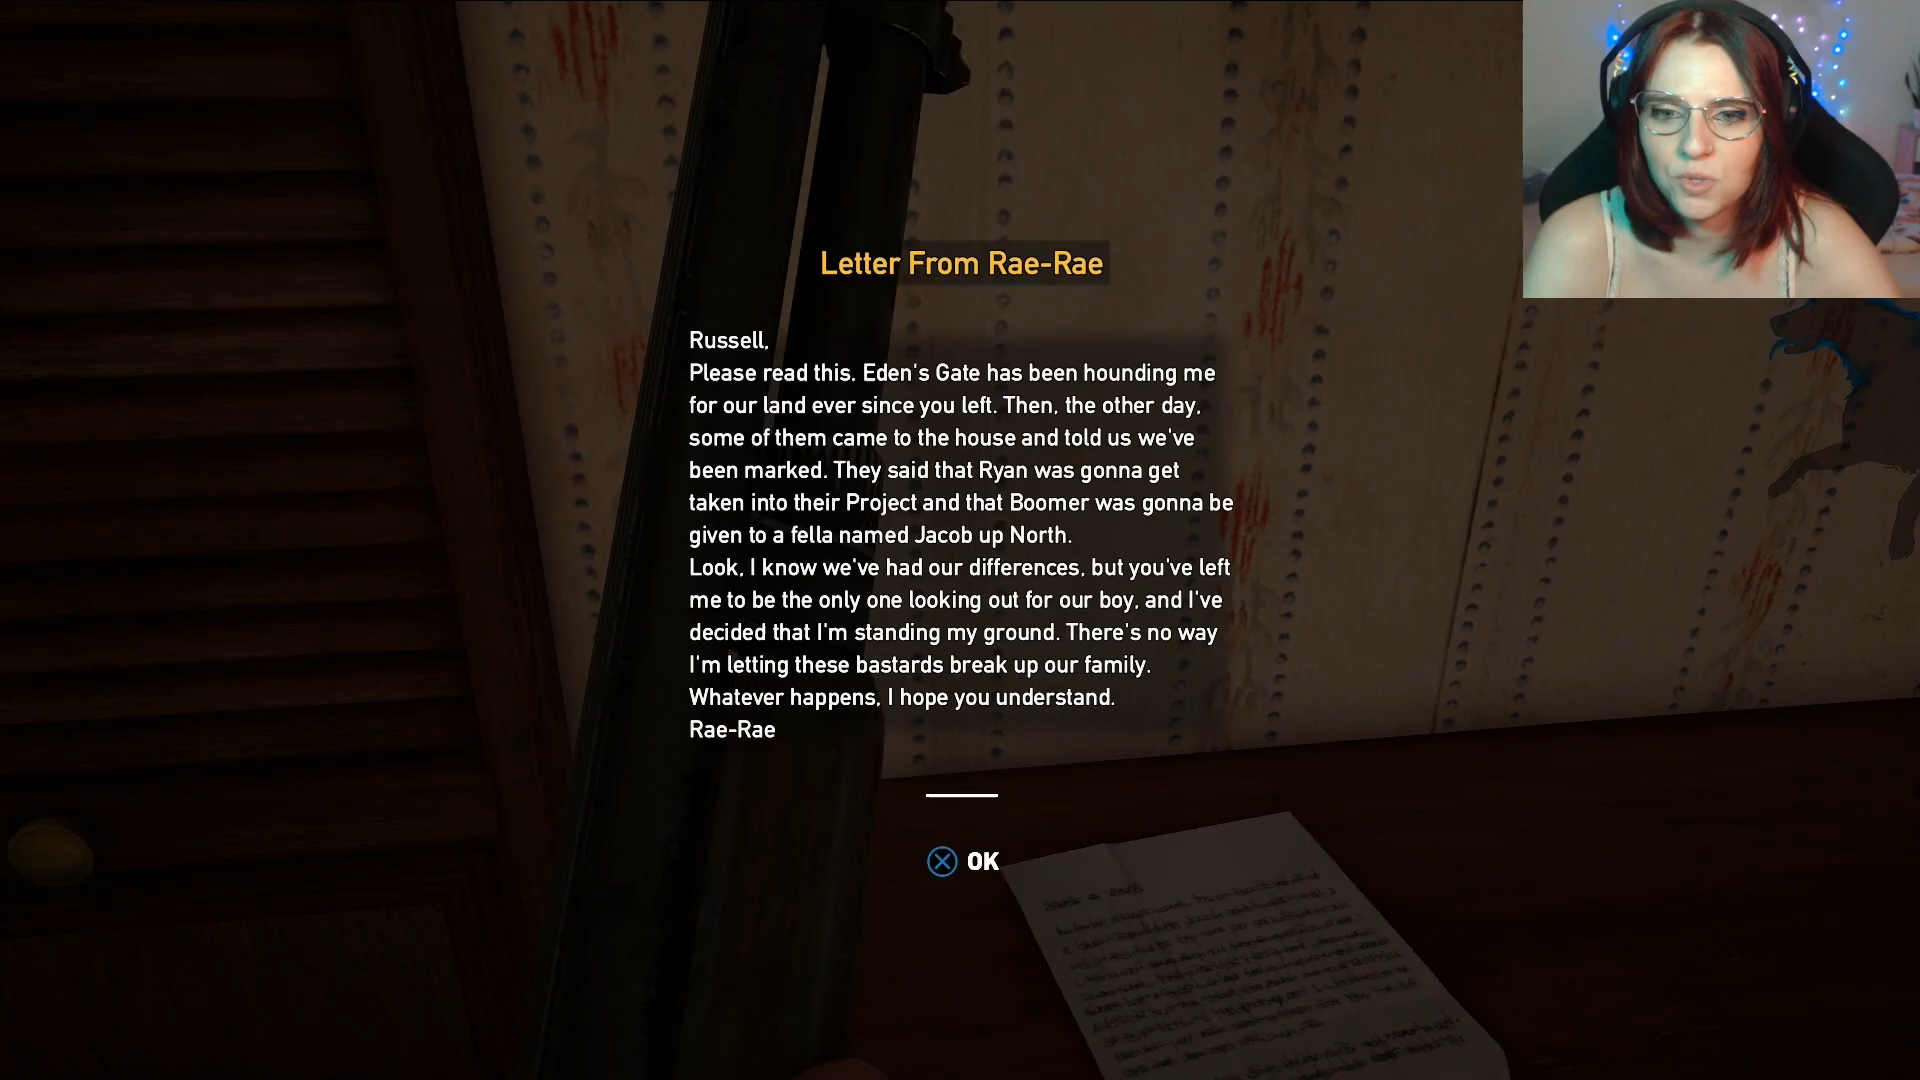 Letter From Rae-Rae
Russell,
Please read this. Eden's Gate has been hounding me
for our land ever since you left. Then, the other day,
some of them came to the house and told us we've
been marked. They said that Ryan was gonna get
taken into their Project and that Boomer was gonna be
given to a fella named Jacob up North.
Look, I know we've had our differences, but you've left
me to be the only one looking out for our boy, and I've
decided that I'm standing my ground. There's no way
I'm letting these bastards break up our family.
Whatever happens, I hope you understand.
Rae-Rae
OK